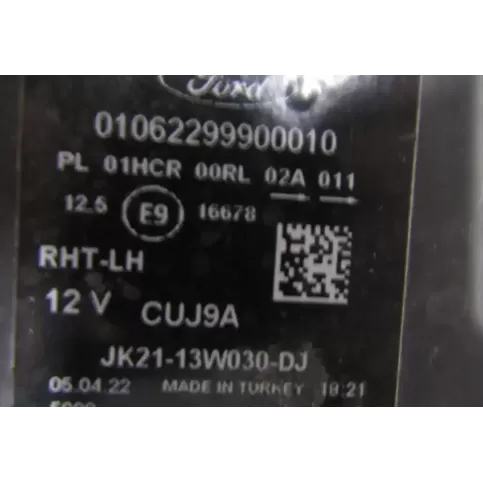 Ford
01062299900010
PL 01HCR 00RL 02A 011
12.5 E9 16678
RHT-LH
12 V CUJ9A
JK21-13W030-DJ
05.04.22 MADE IN TURKEY 19:21